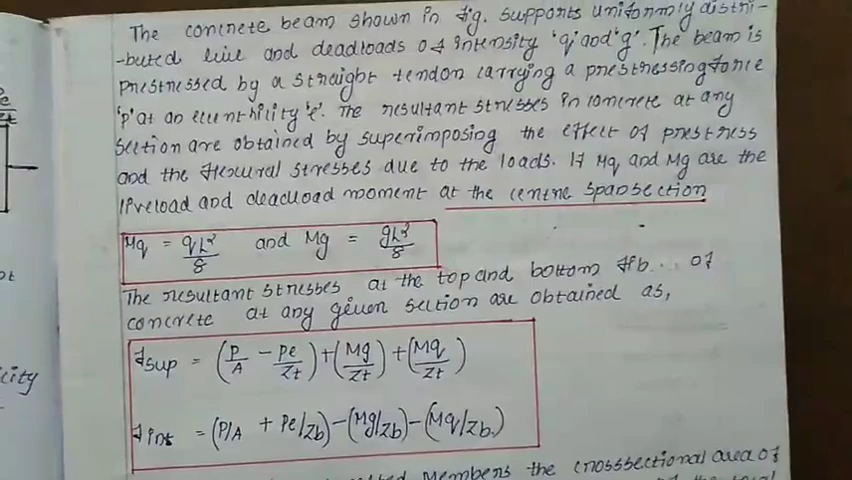 The concrete beam shown in fig. supports uniformly distri-
-buted live and deadloads of intensity 'q' and 'g'. The beam is
prestressed by a straight tendon carrying a prestressing force
'p' at an eccentricity 'e'. The resultant stresses in concrete at any
section are obtained by superimposing the effect of prestress
and the flexural stresses due to the loads. If Mq and Mg are the
liveload and deadload moment at the centre span section
Mq = qL²/8 and Mg = gL²/8
The resultant stresses at the top and bottom fib... of
concrete at any given section are obtained as,
fsup = (P/A - Pe/Zt) + (Mg/Zt) + (Mq/Zt)
finf = (P/A + Pe/Zb) - (Mg/Zb) - (Mq/Zb)
members the crosssectional area of
icity